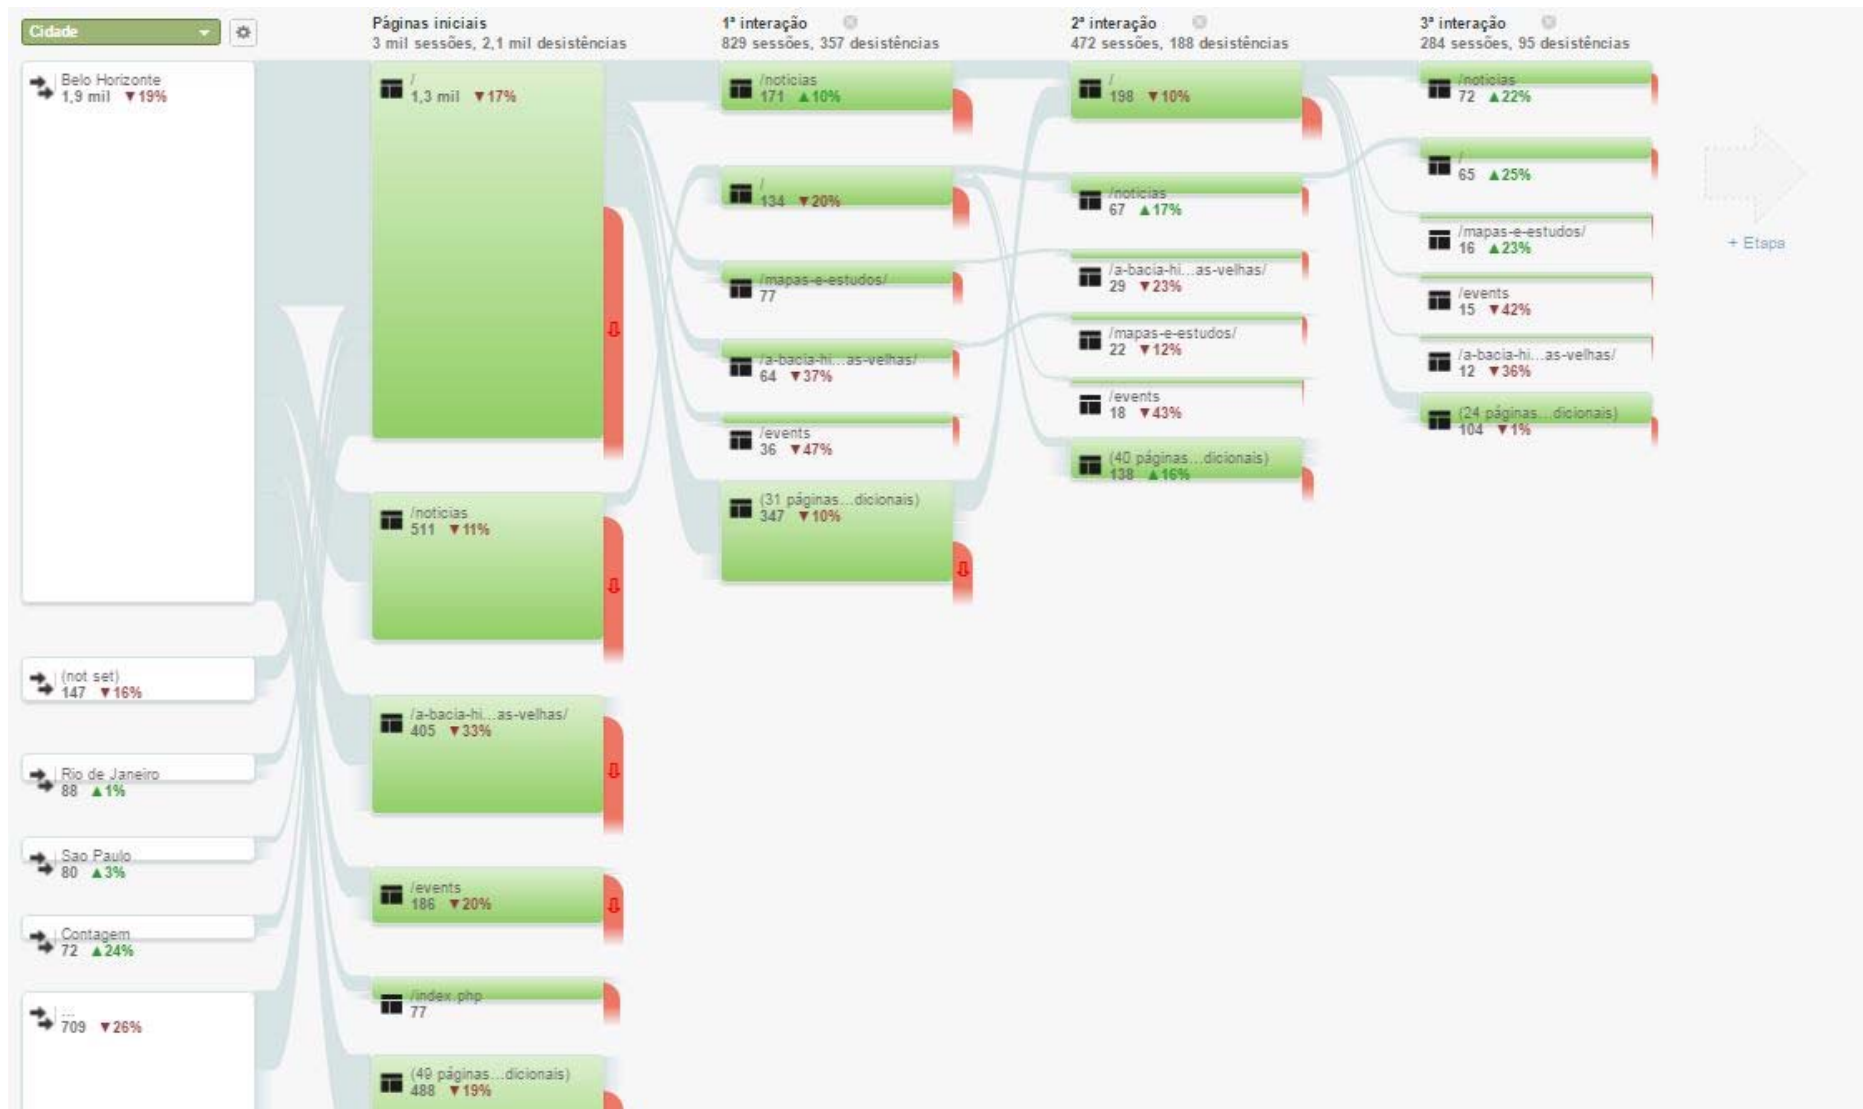 Cidade
Belo Horizonte
1,9 mil ▼19%
(not set)
147 ▼16%
Rio de Janeiro
88 ▲1%
Sao Paulo
80 ▲3%
Contagem
72 ▲24%
...
709 ▼26%
Páginas iniciais
3 mil sessões, 2,1 mil desistências
/
1,3 mil ▼17%
/noticias
511 ▼11%
/a-bacia-hi...as-velhas/
405 ▼33%
/events
186 ▼20%
/index.php
77
(49 páginas...dicionais)
488 ▼19%
1ª interação
829 sessões, 357 desistências
/noticias
171 ▲10%
/
134 ▼20%
/mapas-e-estudos/
77
/a-bacia-hi...as-velhas/
64 ▼37%
/events
36 ▼47%
(31 páginas...dicionais)
347 ▼10%
2ª interação
472 sessões, 188 desistências
/
198 ▼10%
/noticias
67 ▲17%
/a-bacia-hi...as-velhas/
29 ▼23%
/mapas-e-estudos/
22 ▼12%
/events
18 ▼43%
(40 páginas...dicionais)
138 ▲16%
3ª interação
284 sessões, 95 desistências
/noticias
72 ▲22%
/
65 ▲25%
/mapas-e-estudos/
16 ▲23%
/events
15 ▼42%
/a-bacia-hi...as-velhas/
12 ▼36%
(24 páginas...dicionais)
104 ▼1%
+ Etapa